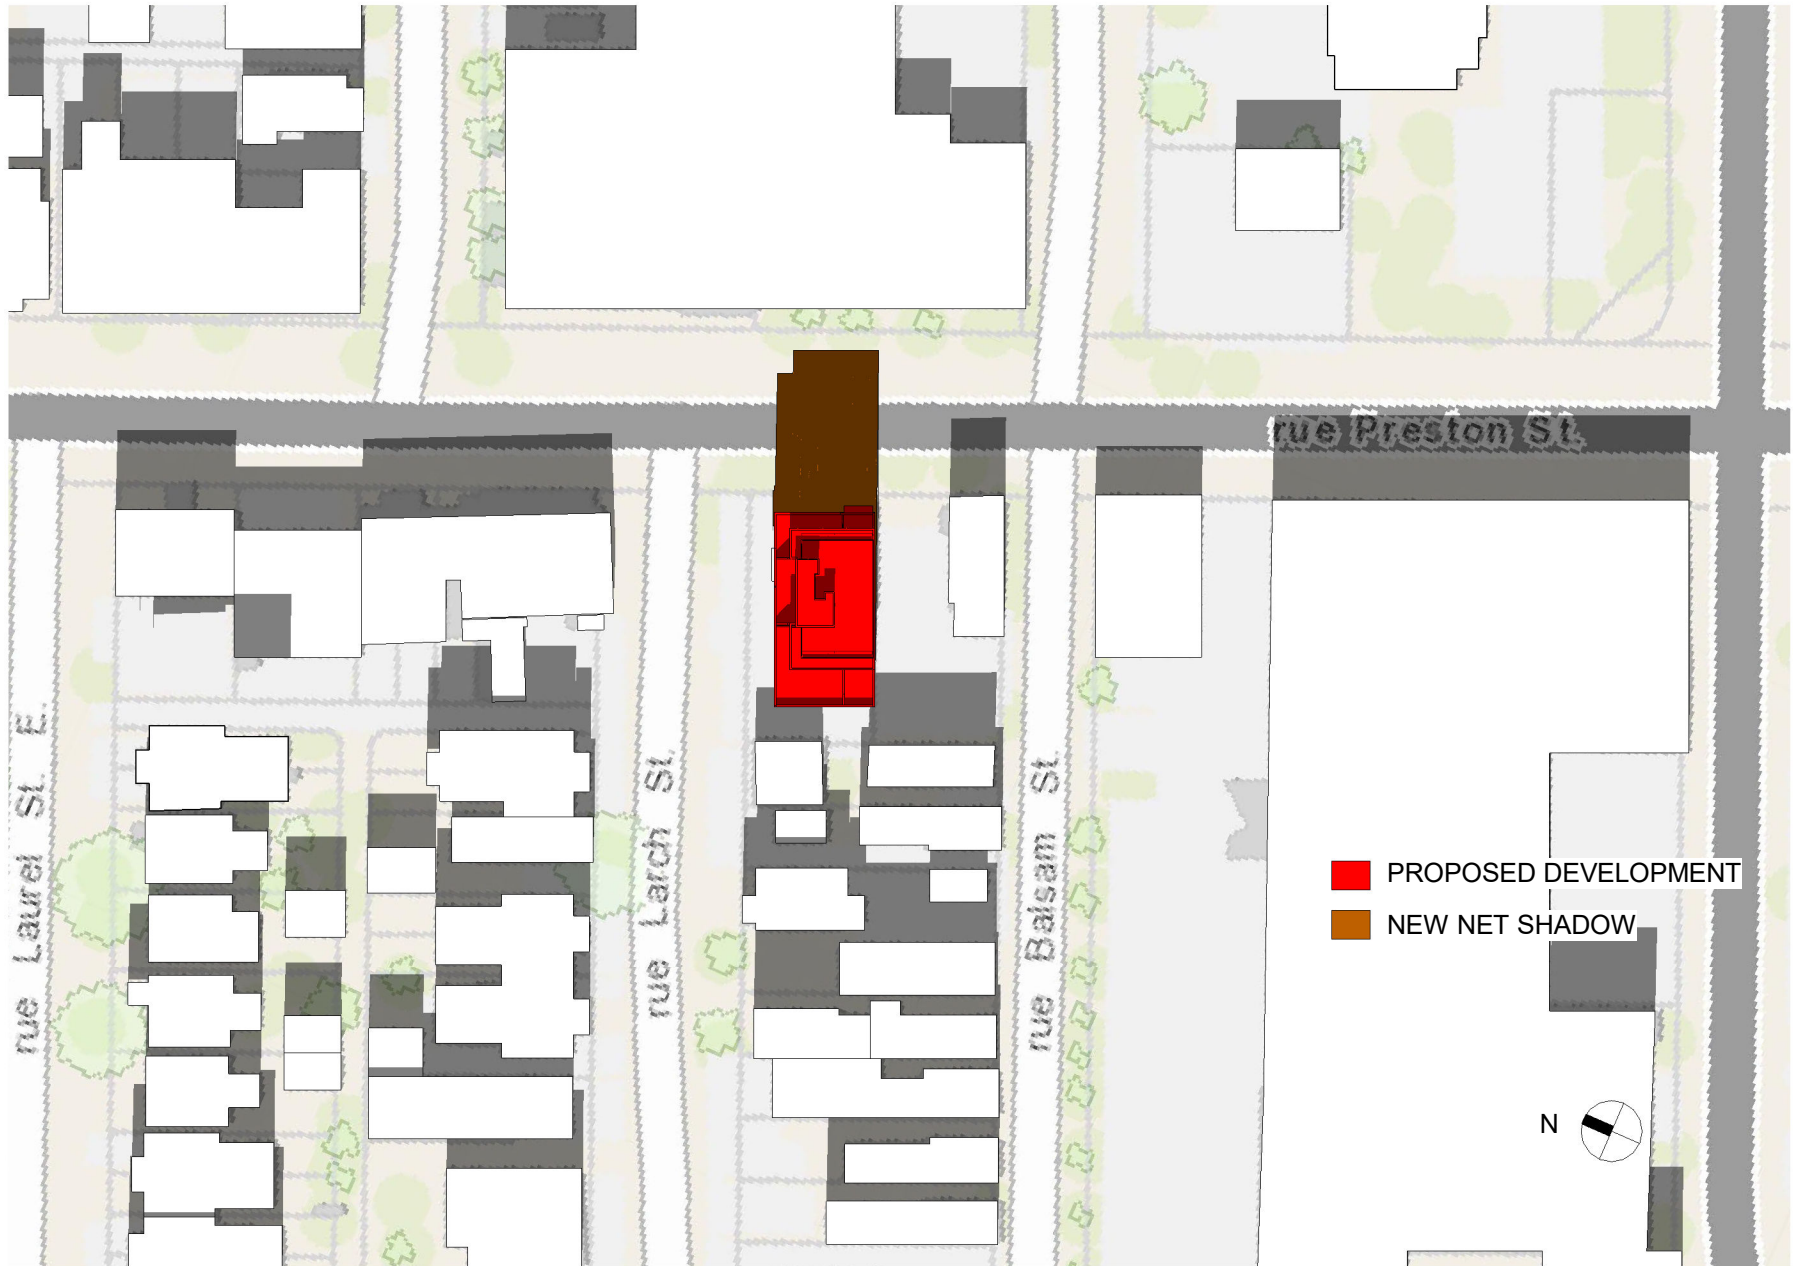 rue Preston St.
rue Laurel St. E.
rue Larch St.
rue Balsam St.
PROPOSED DEVELOPMENT
NEW NET SHADOW
N